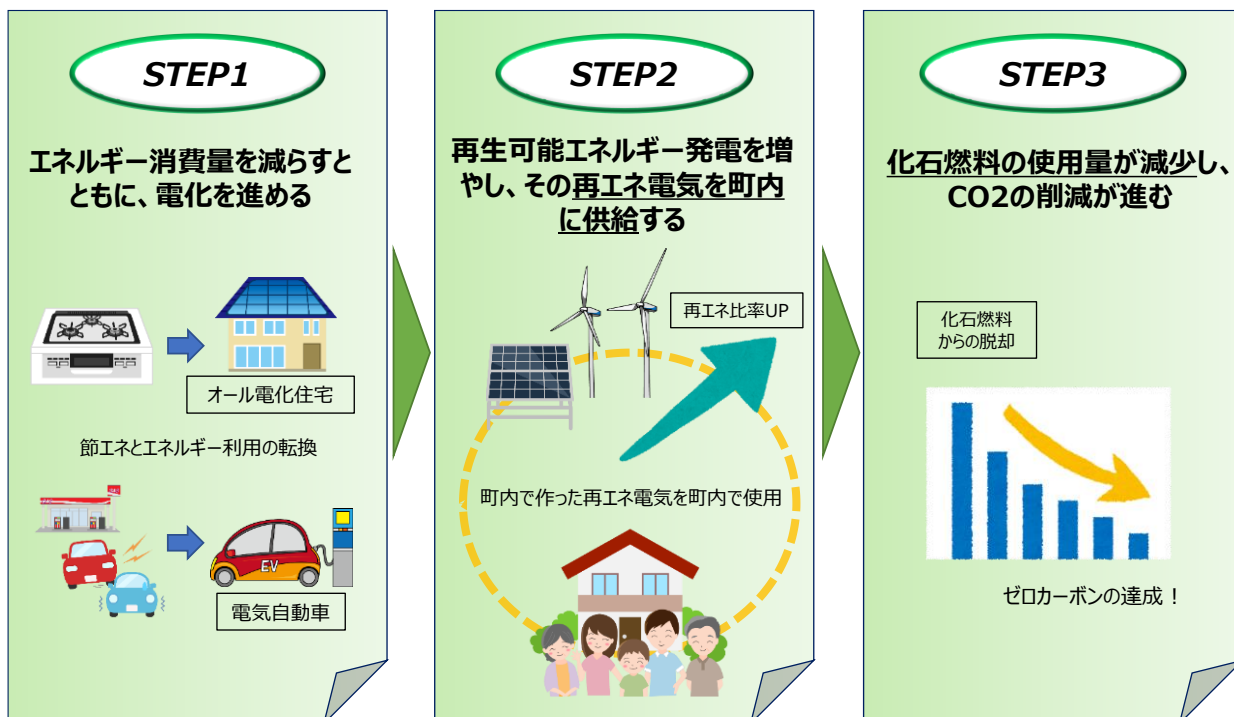 STEP1
エネルギー消費量を減らすと
ともに、電化を進める
オール電化住宅
節エネとエネルギー利用の転換
EV
電気自動車
STEP2
再生可能エネルギー発電を増
やし、その再エネ電気を町内
に供給する
再エネ比率UP
町内で作った再エネ電気を町内で使用
STEP3
化石燃料の使用量が減少し、
CO2の削減が進む
化石燃料
からの脱却
ゼロカーボンの達成！